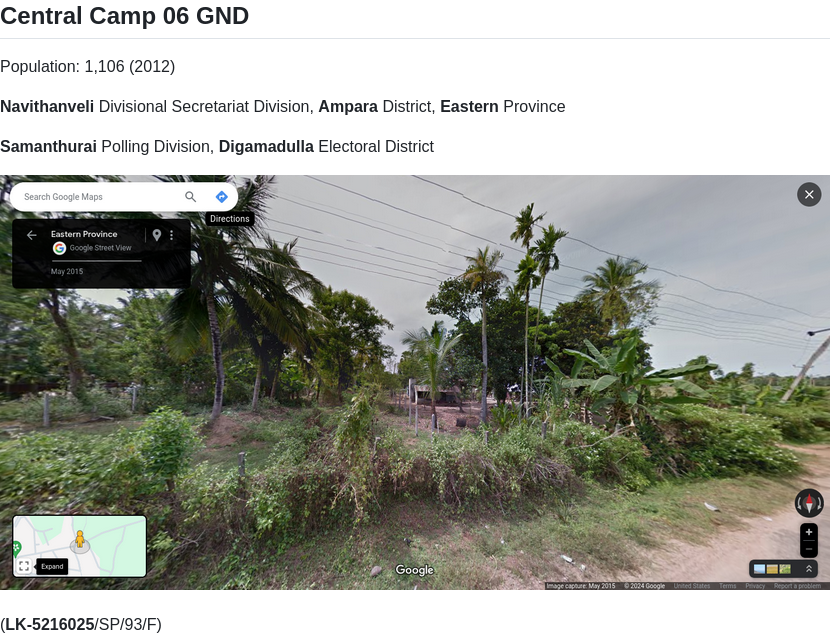 Central Camp 06 GND
Population: 1,106 (2012)
Navithanveli Divisional Secretariat Division, Ampara District, Eastern Province
Samanthurai Polling Division, Digamadulla Electoral District
Search Google Maps
Directions
Eastern Province
Google Street View
May 2015
Expand
Google
Image capture: May 2015 © 2024 Google United States Terms Privacy Report a problem
(LK-5216025/SP/93/F)